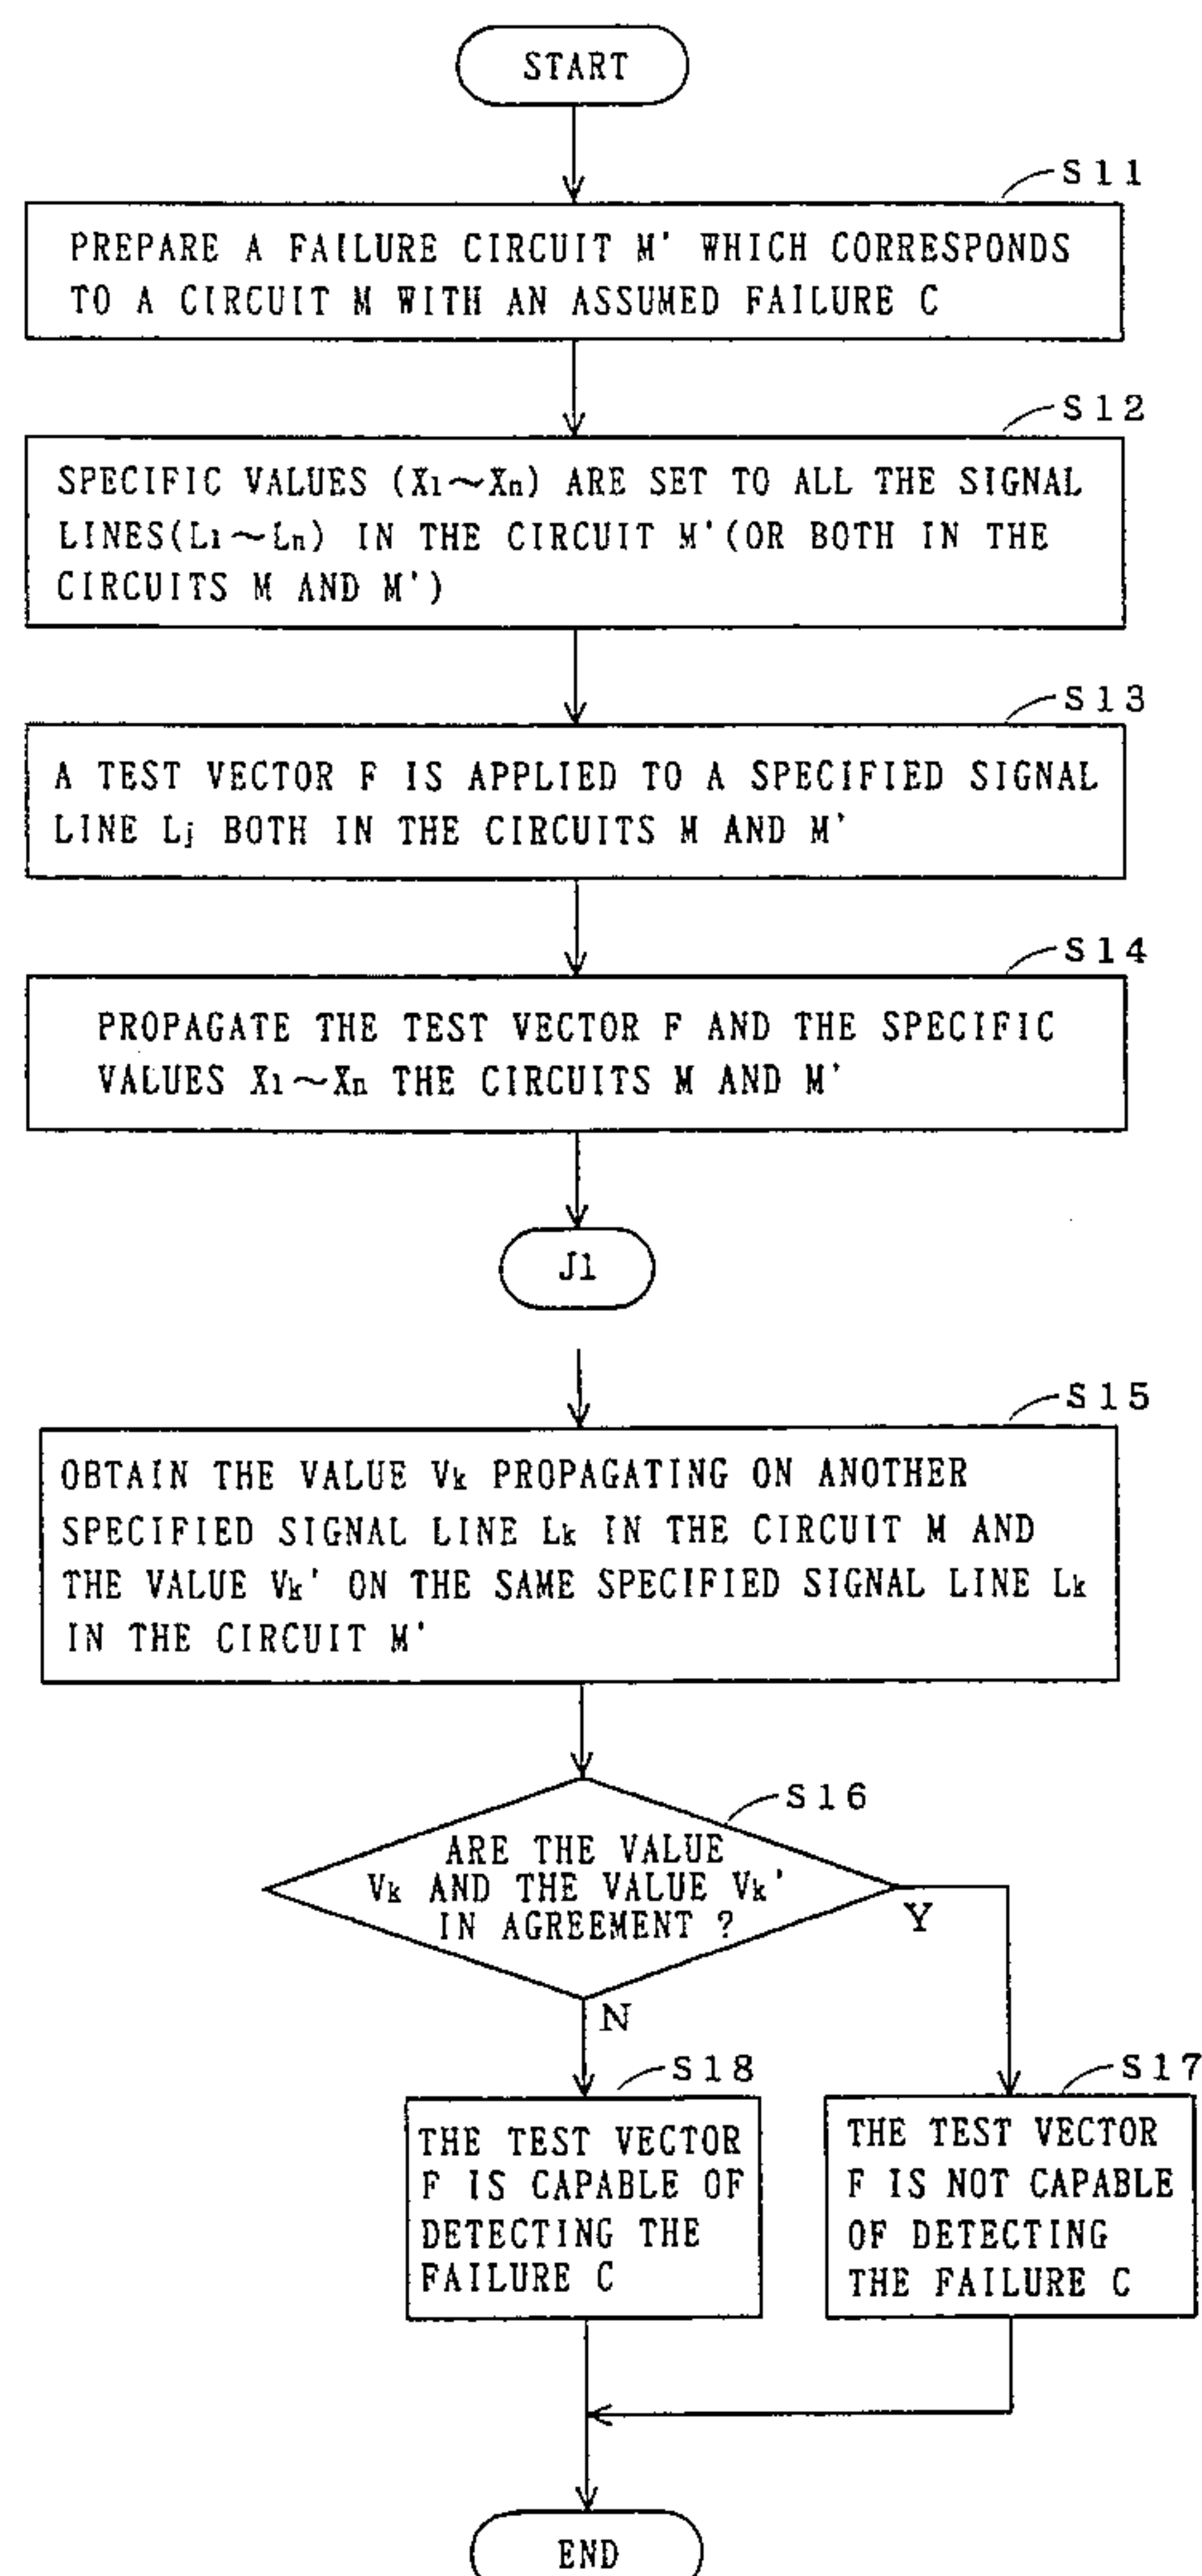 START
S11
PREPARE A FAILURE CIRCUIT M' WHICH CORRESPONDS
TO A CIRCUIT M WITH AN ASSUMED FAILURE C
S12
SPECIFIC VALUES (X1~Xn) ARE SET TO ALL THE SIGNAL
LINES(L1~Ln) IN THE CIRCUIT M'(OR BOTH IN THE
CIRCUITS M AND M')
S13
A TEST VECTOR F IS APPLIED TO A SPECIFIED SIGNAL
LINE Lj BOTH IN THE CIRCUITS M AND M'
S14
PROPAGATE THE TEST VECTOR F AND THE SPECIFIC
VALUES X1~Xn THE CIRCUITS M AND M'
J1
S15
OBTAIN THE VALUE Vk PROPAGATING ON ANOTHER
SPECIFIED SIGNAL LINE Lk IN THE CIRCUIT M AND
THE VALUE Vk' ON THE SAME SPECIFIED SIGNAL LINE Lk
IN THE CIRCUIT M'
S16
ARE THE VALUE
Vk AND THE VALUE Vk'
IN AGREEMENT ?
Y
N
S18
THE TEST VECTOR
F IS CAPABLE OF
DETECTING THE
FAILURE C
S17
THE TEST VECTOR
F IS NOT CAPABLE
OF DETECTING
THE FAILURE C
END